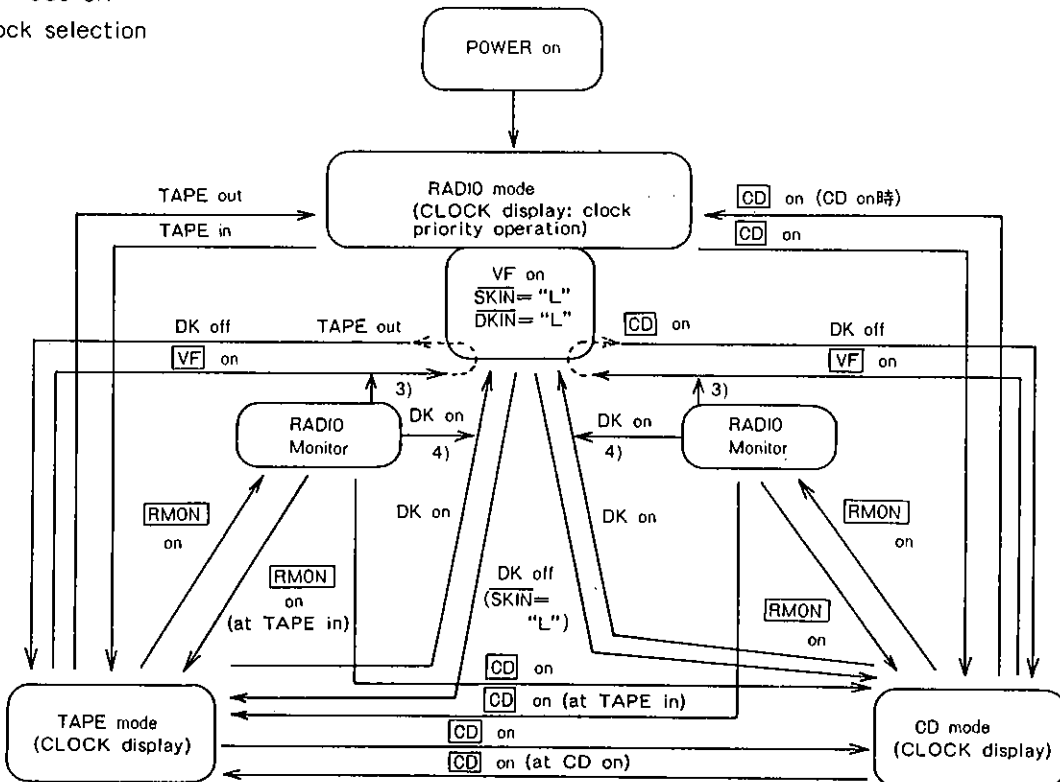 ock selection
POWER on
RADIO mode
(CLOCK display: clock
priority operation)
TAPE out
TAPE in
CD on (CD on時)
CD on
VF on
SKIN = "L"
DKIN = "L"
DK off
TAPE out
VF on
CD on
DK off
VF on
3)
3)
RADIO
Monitor
DK on
4)
DK on
4)
RADIO
Monitor
RMON
on
DK on
DK on
RMON
on
RMON
on
(at TAPE in)
DK off
(SKIN=
"L")
RMON
on
CD on
CD on (at TAPE in)
TAPE mode
(CLOCK display)
CD on
CD on (at CD on)
CD mode
(CLOCK display)